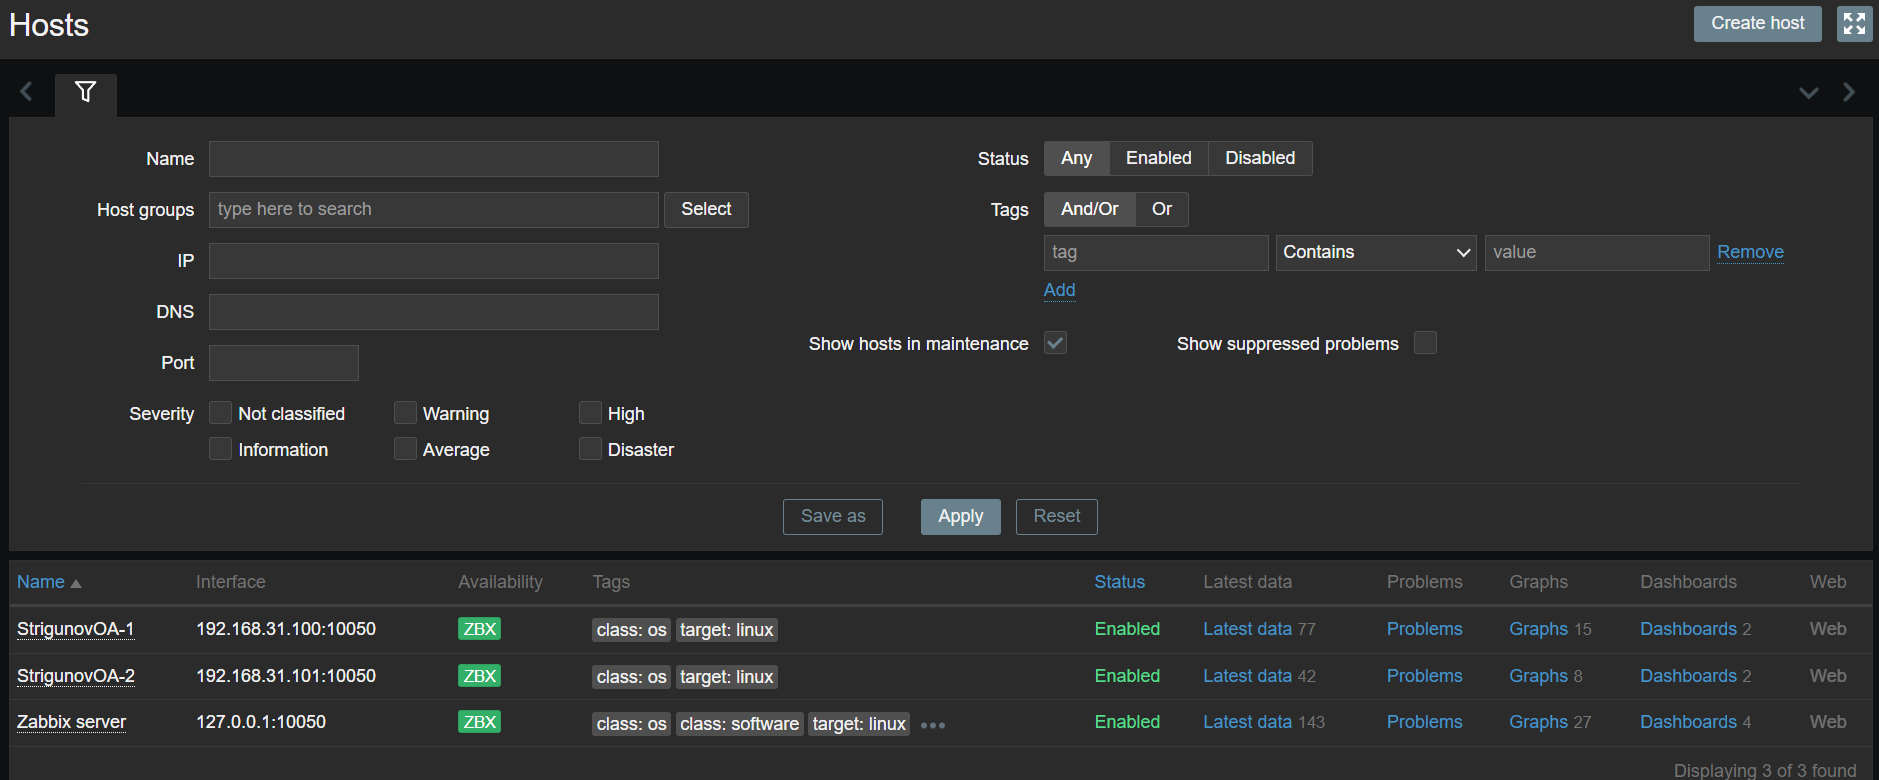 Hosts
Create host
Name
Status Any Enabled Disabled
Host groups type here to search Select
Tags And/Or Or
IP
tag Contains value Remove
DNS
Add
Port
Show hosts in maintenance Show suppressed problems
Severity Not classified Warning High
Information Average Disaster
Save as Apply Reset
Name Interface Availability Tags Status Latest data Problems Graphs Dashboards Web
StrigunovOA-1 192.168.31.100:10050 ZBX class: os target: linux Enabled Latest data 77 Problems Graphs 15 Dashboards 2 Web
StrigunovOA-2 192.168.31.101:10050 ZBX class: os target: linux Enabled Latest data 42 Problems Graphs 8 Dashboards 2 Web
Zabbix server 127.0.0.1:10050 ZBX class: os class: software target: linux ••• Enabled Latest data 143 Problems Graphs 27 Dashboards 4 Web
Displaying 3 of 3 found